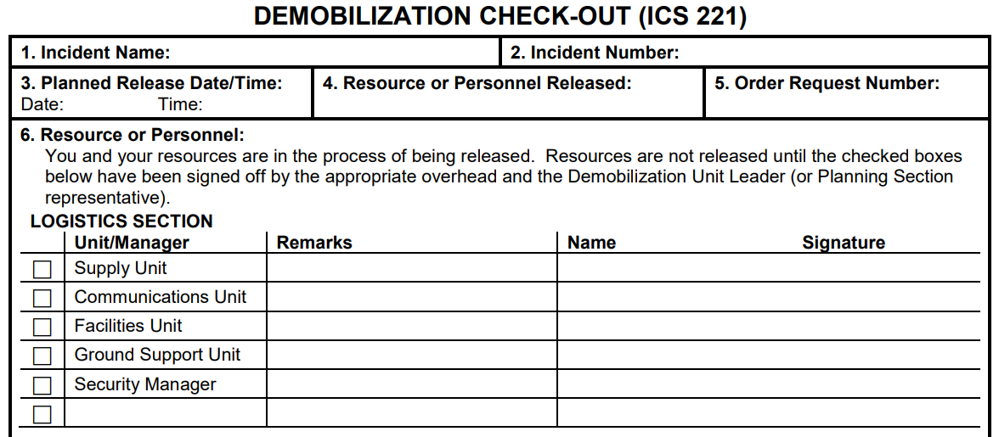 DEMOBILIZATION CHECK-OUT (ICS 221)
1. Incident Name: 2. Incident Number:
3. Planned Release Date/Time: 4. Resource or Personnel Released: 5. Order Request Number:
Date: Time:
6. Resource or Personnel:
You and your resources are in the process of being released. Resources are not released until the checked boxes
below have been signed off by the appropriate overhead and the Demobilization Unit Leader (or Planning Section
representative).
LOGISTICS SECTION
Unit/Manager Remarks Name Signature
Supply Unit
Communications Unit
Facilities Unit
Ground Support Unit
Security Manager